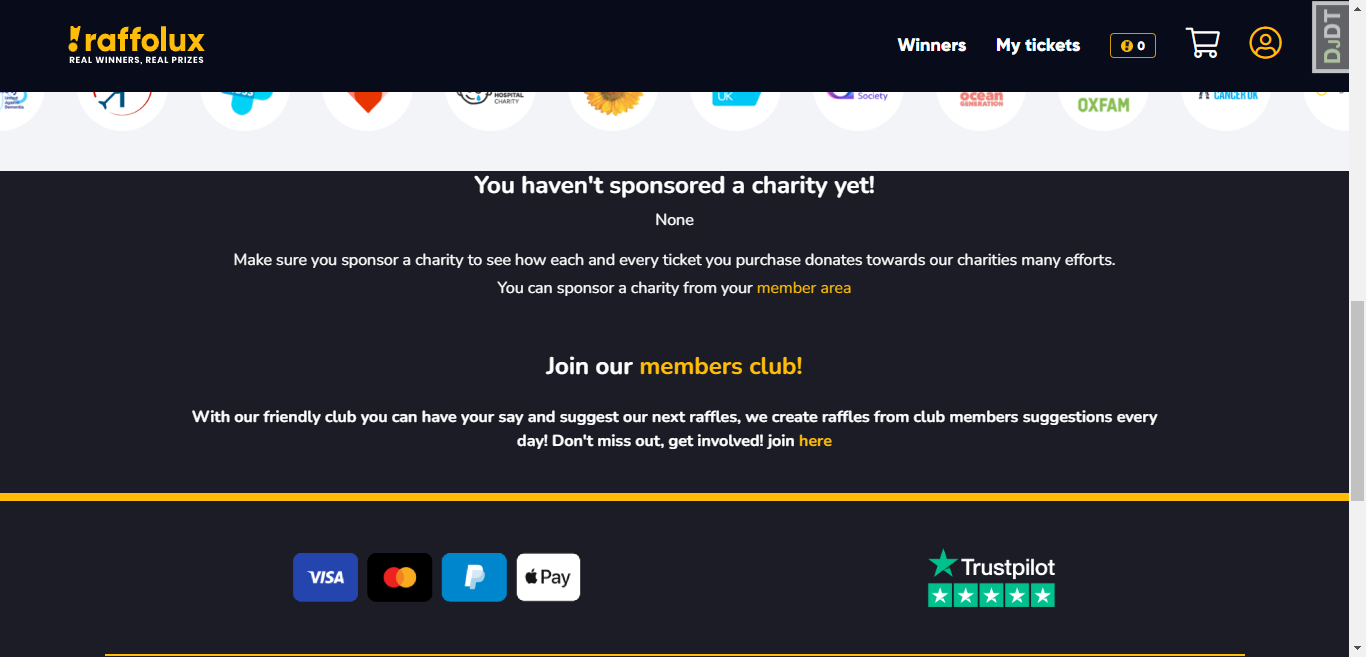 raffolux
REAL WINNERS, REAL PRIZES
Winners
My tickets
0
DJDT
United
Against
Dementia
HOSPITAL
CHARITY
UK
Society
ocean
GENERATION
OXFAM
CANCER UK
You haven't sponsored a charity yet!
None
Make sure you sponsor a charity to see how each and every ticket you purchase donates towards our charities many efforts.
You can sponsor a charity from your member area
Join our members club!
With our friendly club you can have your say and suggest our next raffles, we create raffles from club members suggestions every
day! Don't miss out, get involved! join here
VISA
Pay
Trustpilot